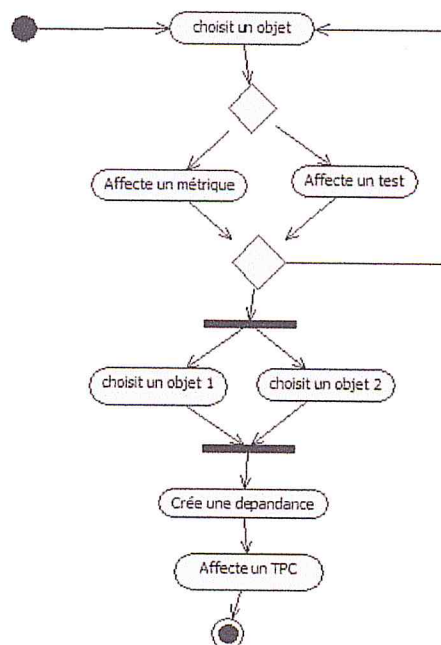 choisit un objet
Affecte un métrique
Affecte un test
choisit un objet 1
choisit un objet 2
Crée une depandance
Affecte un TPC